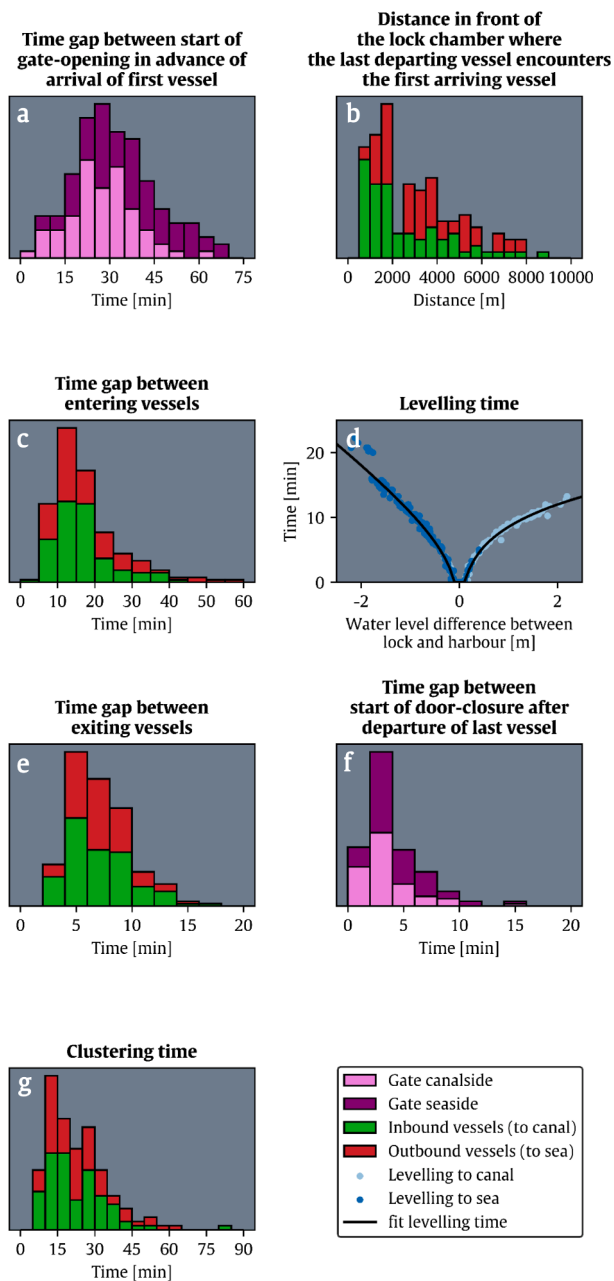 Time gap between start of
gate-opening in advance of
arrival of first vessel
a
0 15 30 45 60 75
Time [min]
Distance in front of
the lock chamber where
the last departing vessel encounters
the first arriving vessel
b
0 2000 4000 6000 8000 10000
Distance [m]
Time gap between
entering vessels
c
0 10 20 30 40 50 60
Time [min]
Levelling time
d
20
10
0
Time [min]
-2 0 2
Water level difference between
lock and harbour [m]
Time gap between
exiting vessels
e
0 5 10 15 20
Time [min]
Time gap between
start of door-closure after
departure of last vessel
f
0 5 10 15 20
Time [min]
Clustering time
g
0 15 30 45 60 75 90
Time [min]
Gate canalside
Gate seaside
Inbound vessels (to canal)
Outbound vessels (to sea)
Levelling to canal
Levelling to sea
fit levelling time